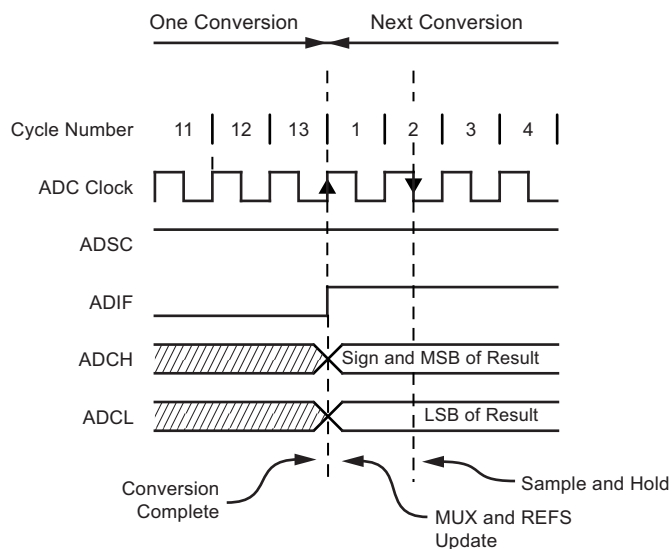 One Conversion Next Conversion
Cycle Number 11 12 13 1 2 3 4
ADC Clock
ADSC
ADIF
ADCH Sign and MSB of Result
ADCL LSB of Result
Conversion
Complete
MUX and REFS
Update
Sample and Hold